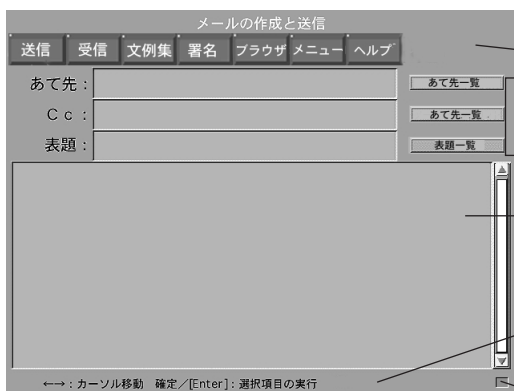 メールの作成と送信
送信 受信 文例集 署名 ブラウザ メニュー ヘルプ
あて先： あて先一覧
Ｃｃ： あて先一覧
表題： 表題一覧
←→：カーソル移動 確定／[Enter]：選択項目の実行